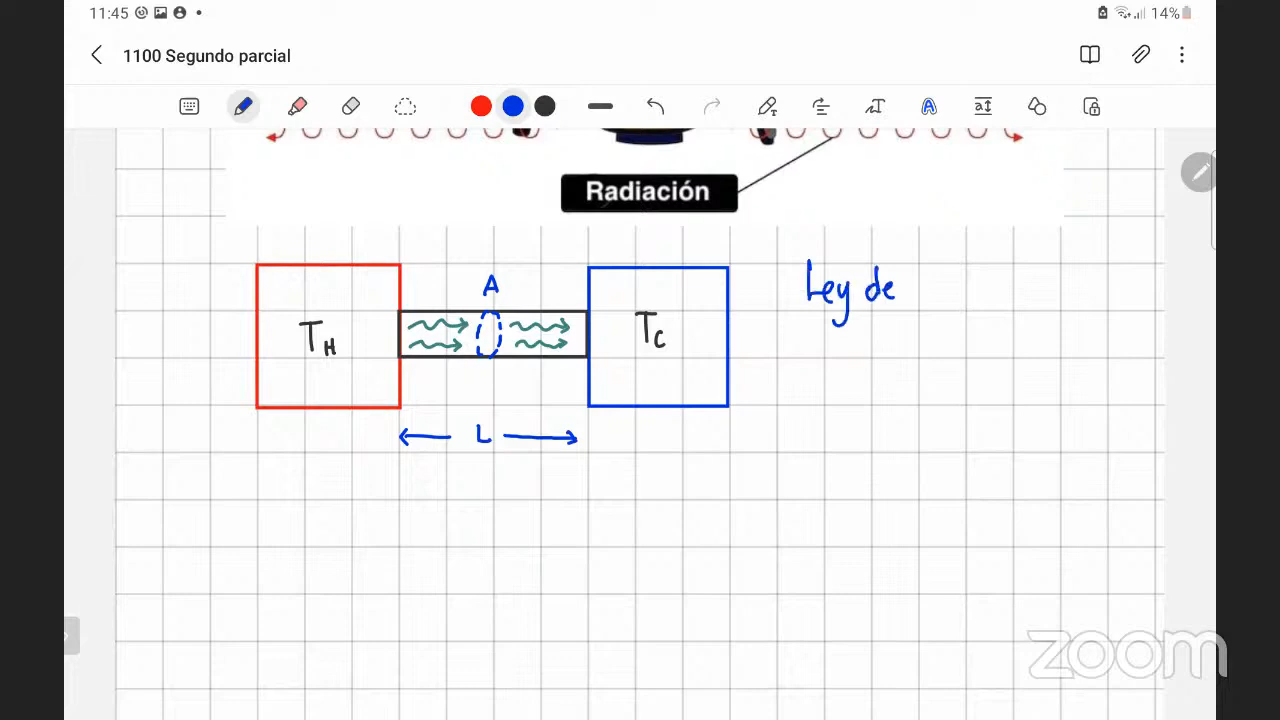 11:45
14%
1100 Segundo parcial
Radiación
A
Ley de
T_H
T_C
L
zoom